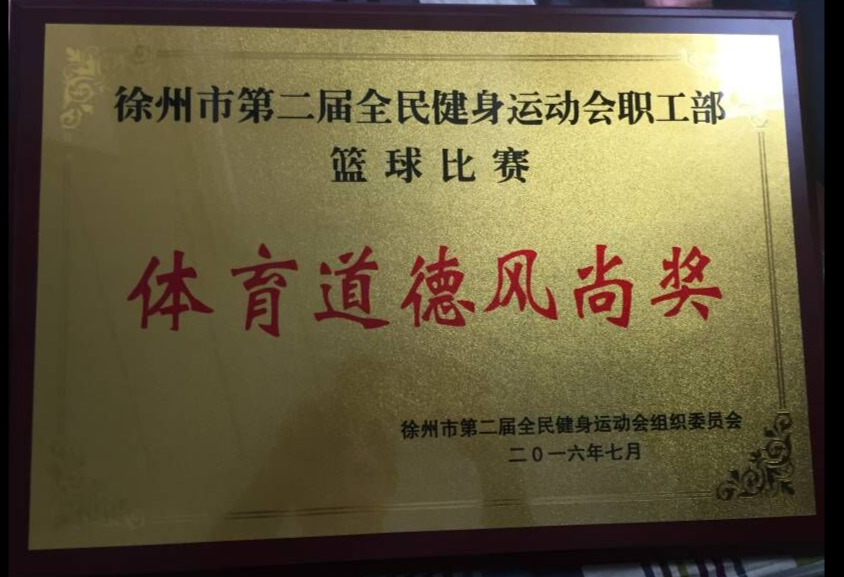 徐州市第二届全民健身运动会职工部
篮球比赛
体育道德风尚奖
徐州市第二届全民健身运动会组织委员会
二0一六年七月